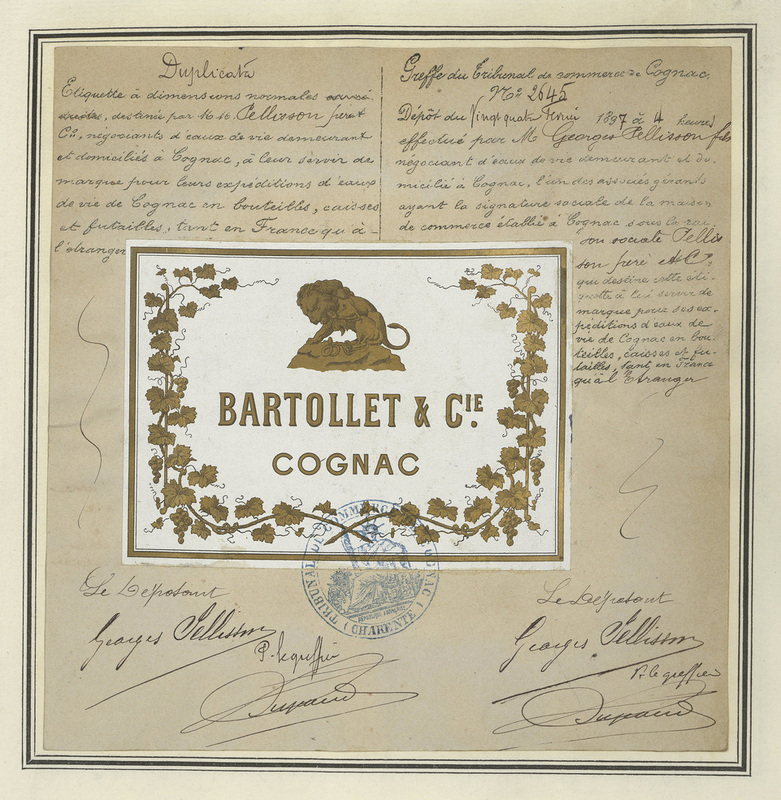 Duplicata
Etiquette à dimensions normales
destinée par M. Pellisson père et
Cie, négociants d'eaux de vie demeurant
et domiciliés à Cognac, à leur servir de
marque pour leurs expéditions d'eaux
de vie de Cognac en bouteilles, caisses
et futailles, tant en France qu'à
l'étranger
Greffe du Tribunal de commerce de Cognac.
No 2645
Dépôt du Vingt quatre 1897 à 4 heures
effectué par M. Georges Pellisson fils
négociant d'eaux de vie demeurant et do-
micilié à Cognac, l'un des associés gérants
ayant la signature sociale de la maison
de commerce établie à Cognac sous la rai-
son sociale Pellis
son père et Cie
qui destine cette éti-
quette à lui servir de
marque pour ses ex-
péditions d'eaux de
vie de Cognac en bou-
teilles, caisses et fu-
tailles, tant en France
qu'à l'Etranger
BARTOLLET & CIE.
COGNAC
TRIBUNAL DE COMMERCE DE COGNAC
(CHARENTE)
Le Déposant
Georges Pellisson
P. le greffier
Le Déposant
Georges Pellisson
P. le greffier